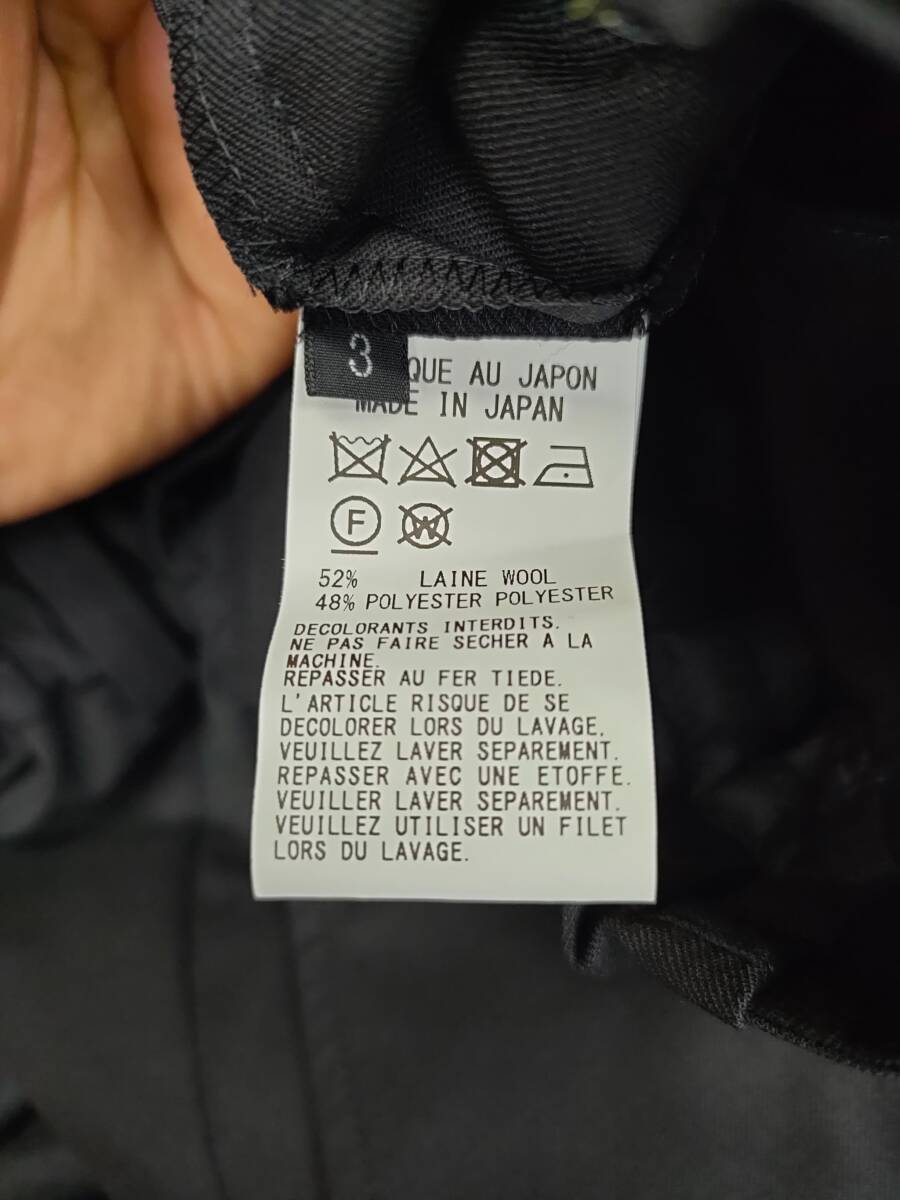 3
QUE AU JAPON
MADE IN JAPAN
F W
52% LAINE WOOL
48% POLYESTER POLYESTER
DECOLORANTS INTERDITS.
NE PAS FAIRE SECHER A LA
MACHINE.
REPASSER AU FER TIEDE.
L'ARTICLE RISQUE DE SE
DECOLORER LORS DU LAVAGE.
VEUILLEZ LAVER SEPAREMENT.
REPASSER AVEC UNE ETOFFE.
VEUILLER LAVER SEPAREMENT.
VEUILLEZ UTILISER UN FILET
LORS DU LAVAGE.